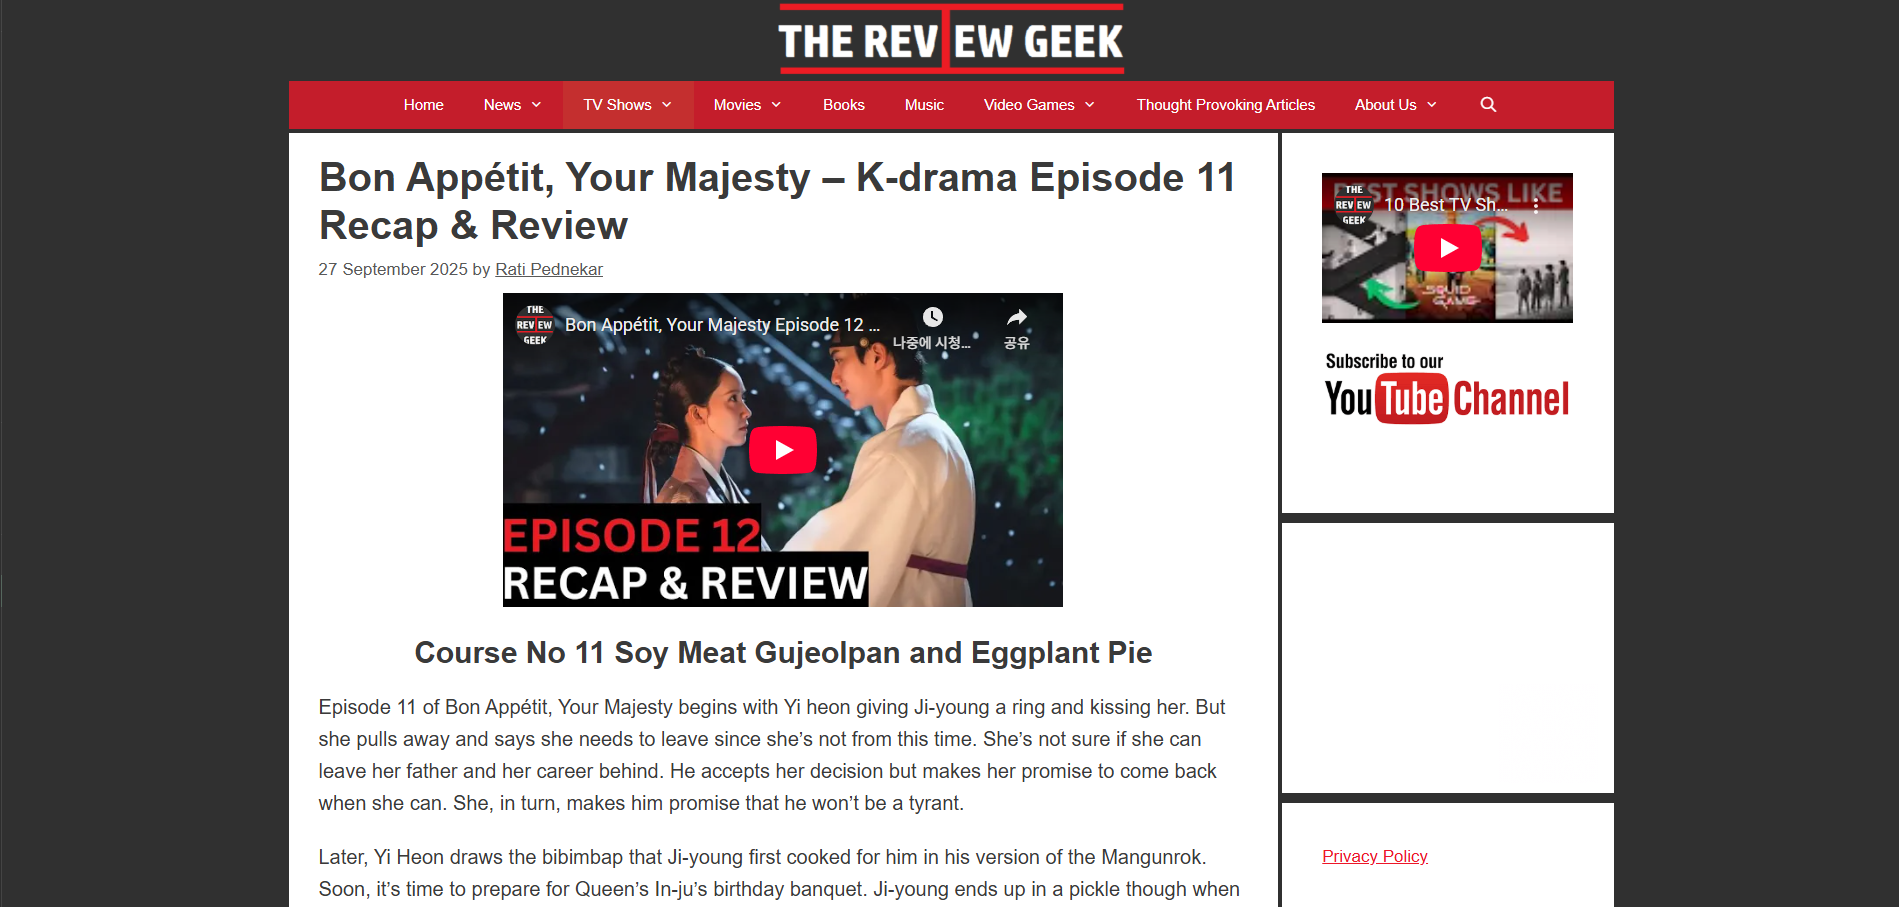 THE REVIEW GEEK
Home News TV Shows Movies Books Music Video Games Thought Provoking Articles About Us
Bon Appétit, Your Majesty – K-drama Episode 11
Recap & Review
27 September 2025 by Rati Pednekar
THE
REVIEW
GEEK
Bon Appétit, Your Majesty Episode 12 ...
나중에 시청...
공유
EPISODE 12
RECAP & REVIEW
Course No 11 Soy Meat Gujeolpan and Eggplant Pie
Episode 11 of Bon Appétit, Your Majesty begins with Yi heon giving Ji-young a ring and kissing her. But
she pulls away and says she needs to leave since she’s not from this time. She’s not sure if she can
leave her father and her career behind. He accepts her decision but makes her promise to come back
when she can. She, in turn, makes him promise that he won’t be a tyrant.
Later, Yi Heon draws the bibimbap that Ji-young first cooked for him in his version of the Mangunrok.
Soon, it’s time to prepare for Queen’s In-ju’s birthday banquet. Ji-young ends up in a pickle though when
BEST SHOWS LIKE
THE
REVIEW
GEEK
10 Best TV Sh...
SQUID
GAME
Subscribe to our
YouTube Channel
Privacy Policy